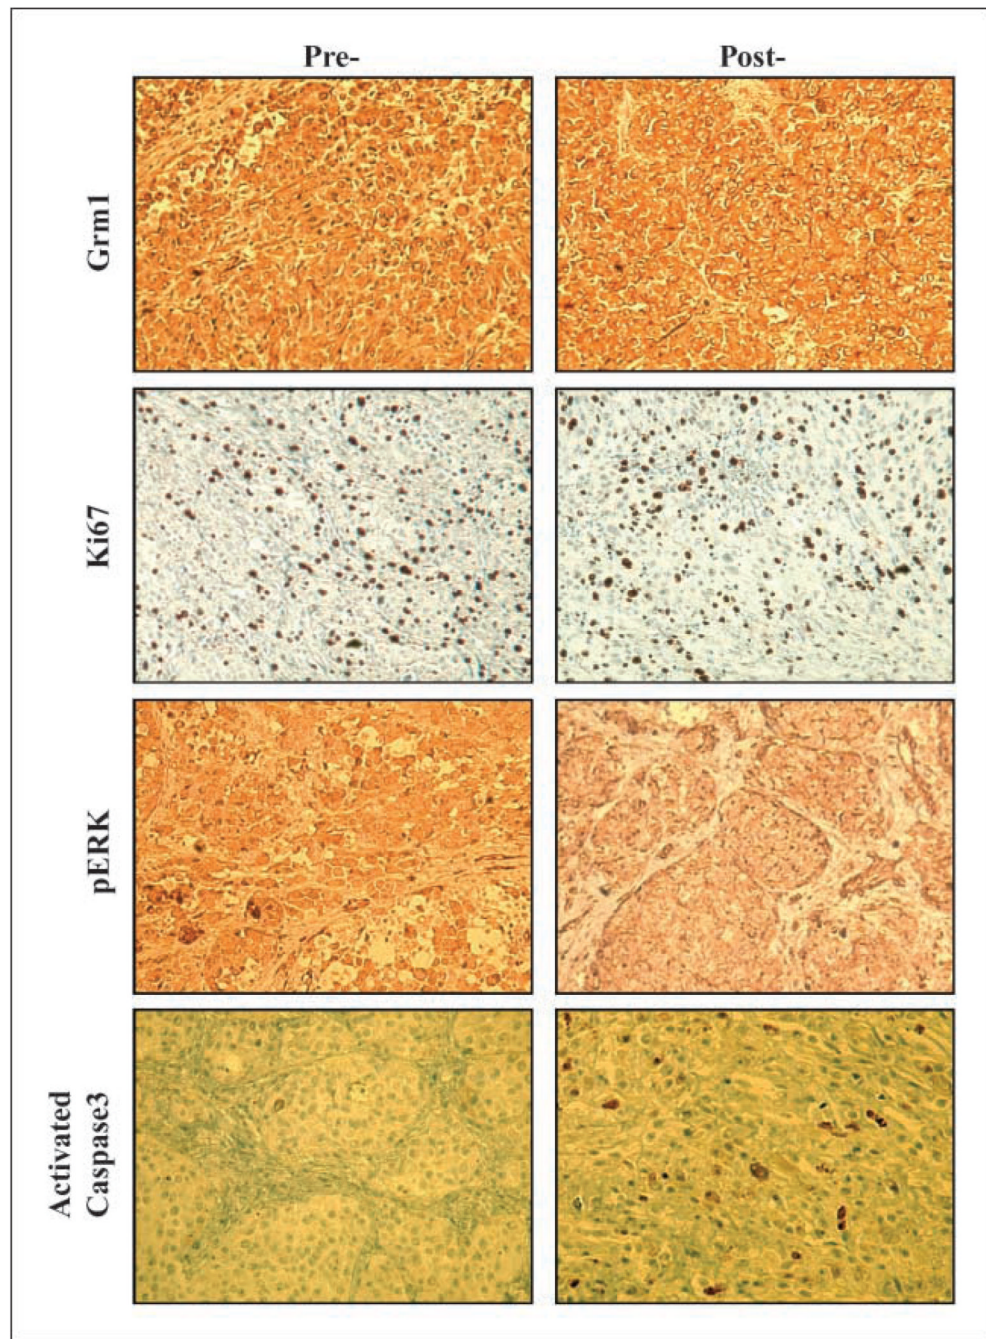 Pre-
Post-
Grm1
Ki67
pERK
Activated
Caspase3